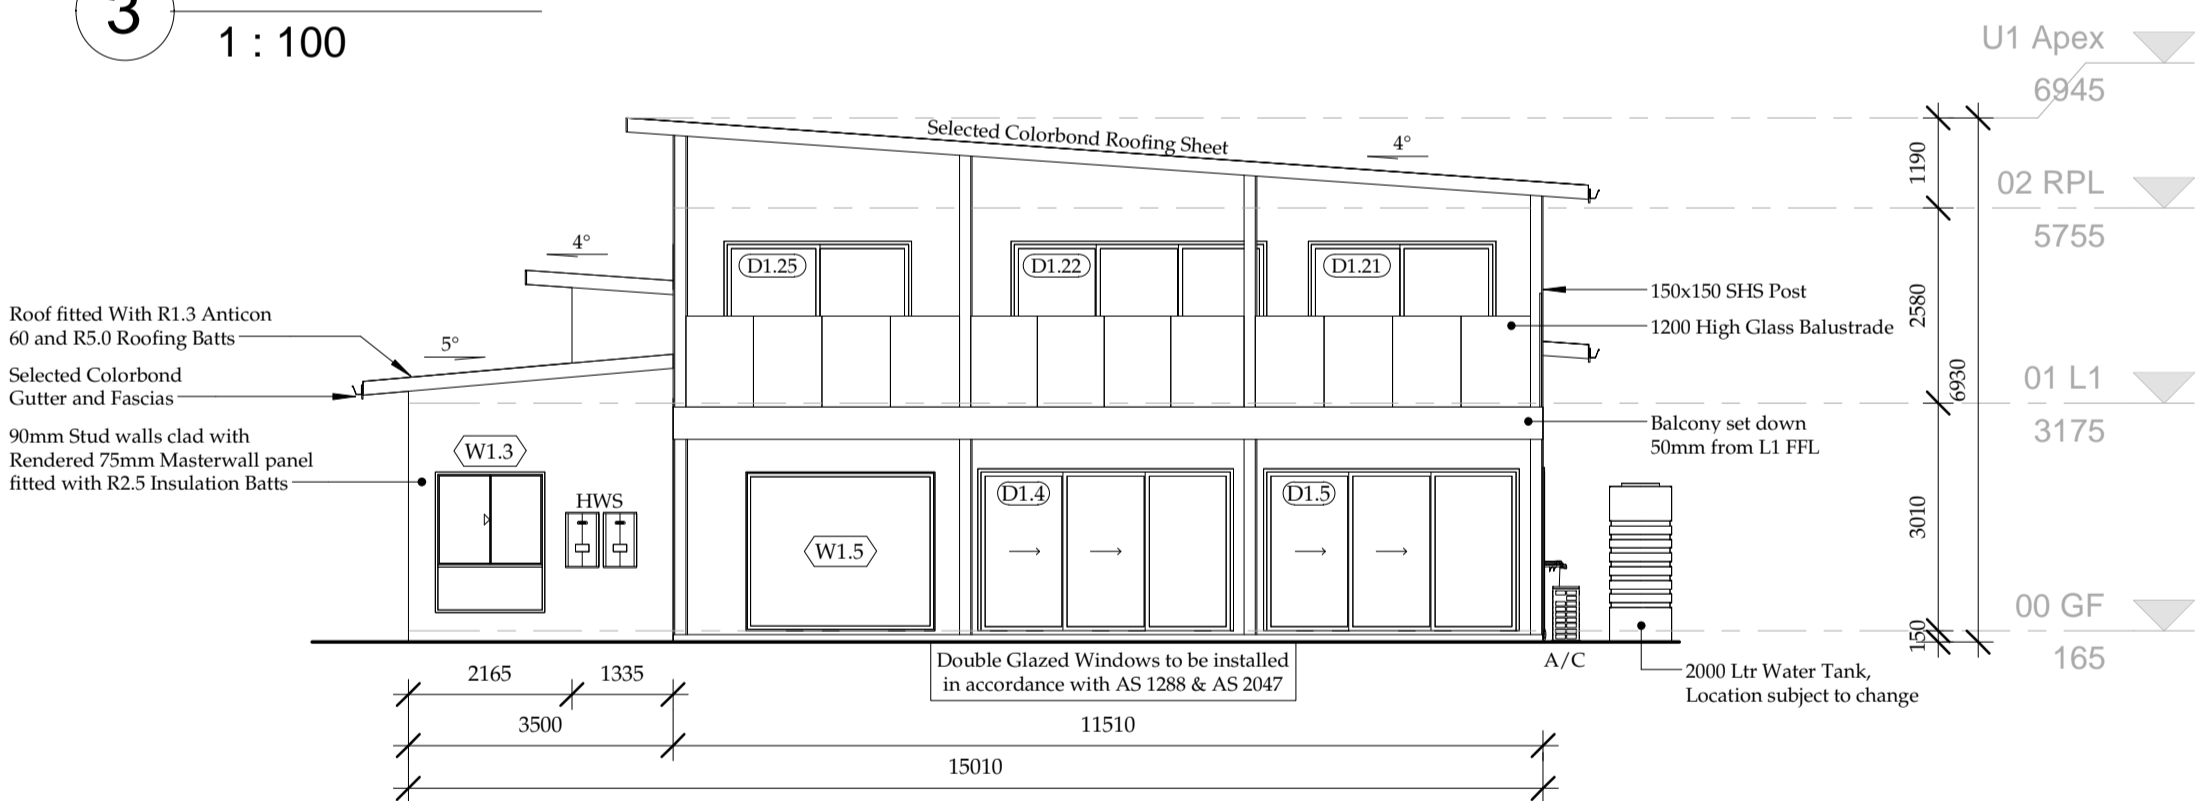 3
1 : 100
U1 Apex
6945
Selected Colorbond Roofing Sheet
4°
1190
02 RPL
5755
4°
D1.25
D1.22
D1.21
150x150 SHS Post
1200 High Glass Balustrade
2580
Roof fitted With R1.3 Anticon
60 and R5.0 Roofing Batts
5°
Selected Colorbond
Gutter and Fascias
6930
01 L1
3175
90mm Stud walls clad with
Rendered 75mm Masterwall panel
fitted with R2.5 Insulation Batts
Balcony set down
50mm from L1 FFL
W1.3
HWS
W1.5
D1.4
D1.5
3010
00 GF
165
150
Double Glazed Windows to be installed
in accordance with AS 1288 & AS 2047
A/C
2000 Ltr Water Tank,
Location subject to change
2165
1335
3500
11510
15010